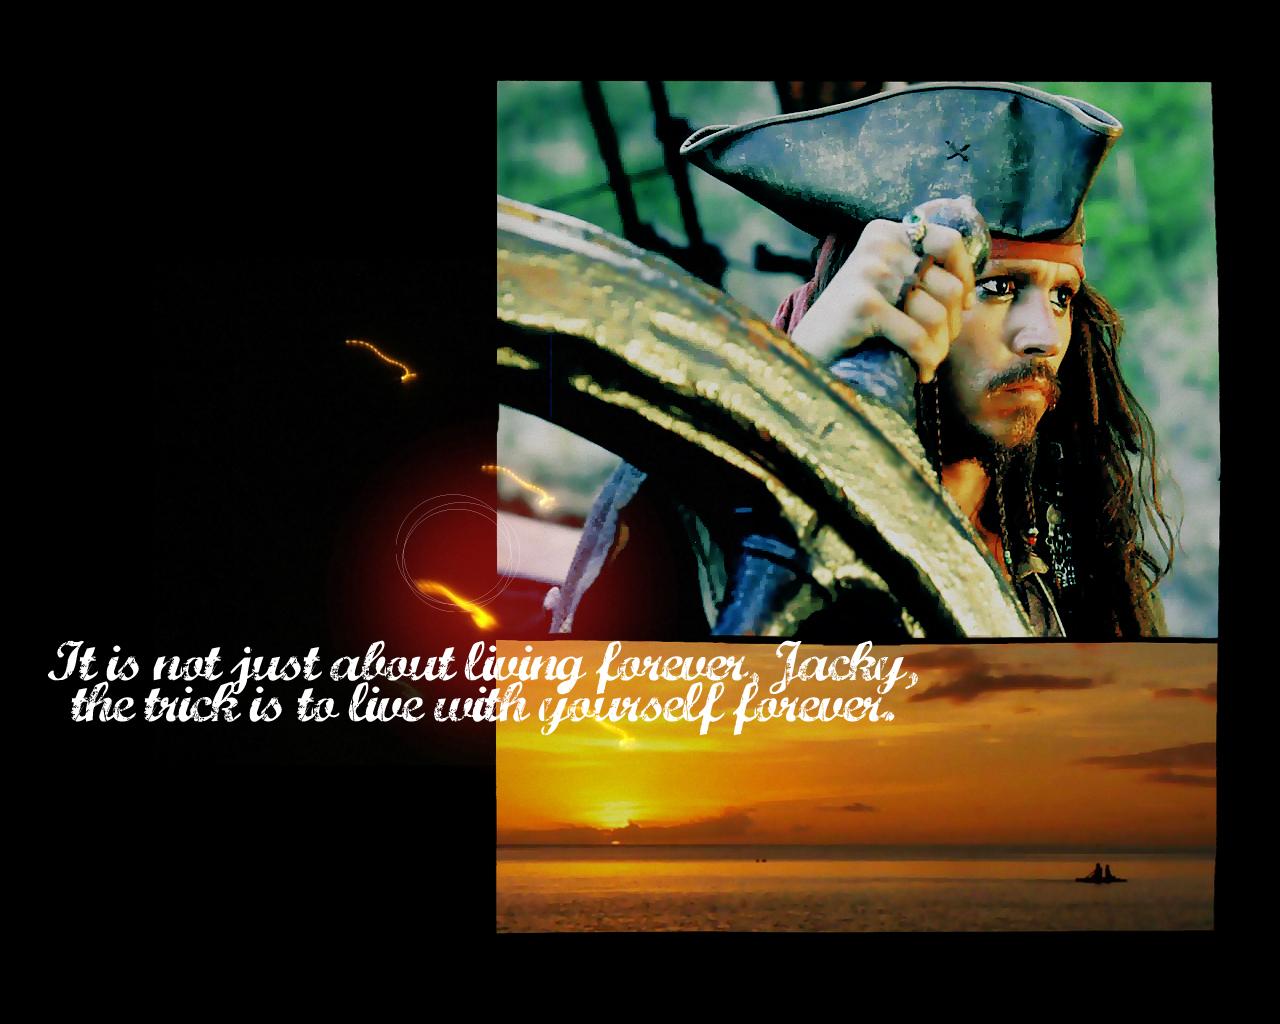 It is not just about living forever, Jacky,
the trick is to live with yourself forever.